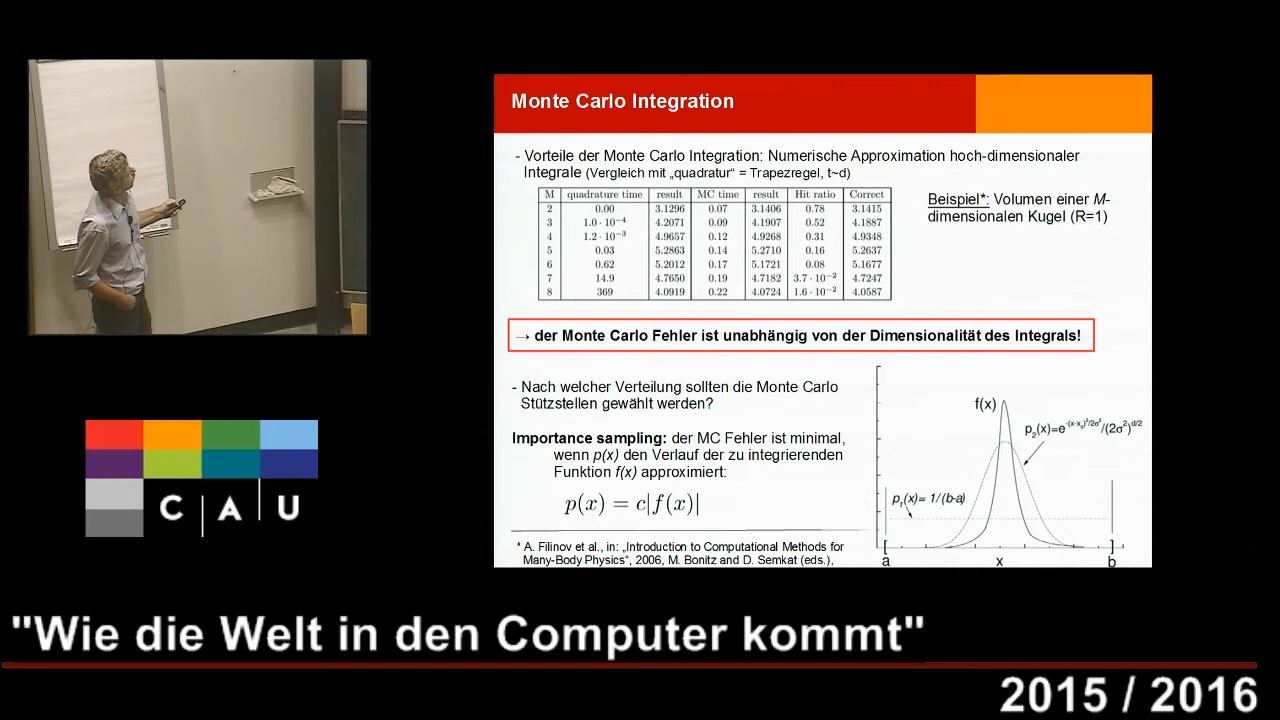 Monte Carlo Integration
- Vorteile der Monte Carlo Integration: Numerische Approximation hoch-dimensionaler
Integrale (Vergleich mit „quadratur“ = Trapezregel, t~d)
M quadrature time result MC time result Hit ratio Correct
2 0.00 3.1296 0.07 3.1406 0.78 3.1415
3 1.0 · 10⁻⁴ 4.2071 0.09 4.1907 0.52 4.1887
4 1.2 · 10⁻³ 4.9657 0.12 4.9268 0.31 4.9348
5 0.03 5.2863 0.14 5.2710 0.16 5.2637
6 0.62 5.2012 0.17 5.1721 0.08 5.1677
7 14.9 4.7650 0.19 4.7182 3.7 · 10⁻² 4.7247
8 369 4.0919 0.22 4.0724 1.6 · 10⁻² 4.0587
Beispiel*: Volumen einer M-
dimensionalen Kugel (R=1)
→ der Monte Carlo Fehler ist unabhängig von der Dimensionalität des Integrals!
- Nach welcher Verteilung sollten die Monte Carlo
Stützstellen gewählt werden?
Importance sampling: der MC Fehler ist minimal,
wenn p(x) den Verlauf der zu integrierenden
Funktion f(x) approximiert:
p(x) = c|f(x)|
* A. Filinov et al., in: „Introduction to Computational Methods for
Many-Body Physics“, 2006, M. Bonitz and D. Semkat (eds.),
f(x)
p₂(x)=e^-(x-x₀)²/2σ²/(2σ²)^d/2
p₁(x)= 1/(b-a)
a x b
C | A | U
"Wie die Welt in den Computer kommt"
2015 / 2016